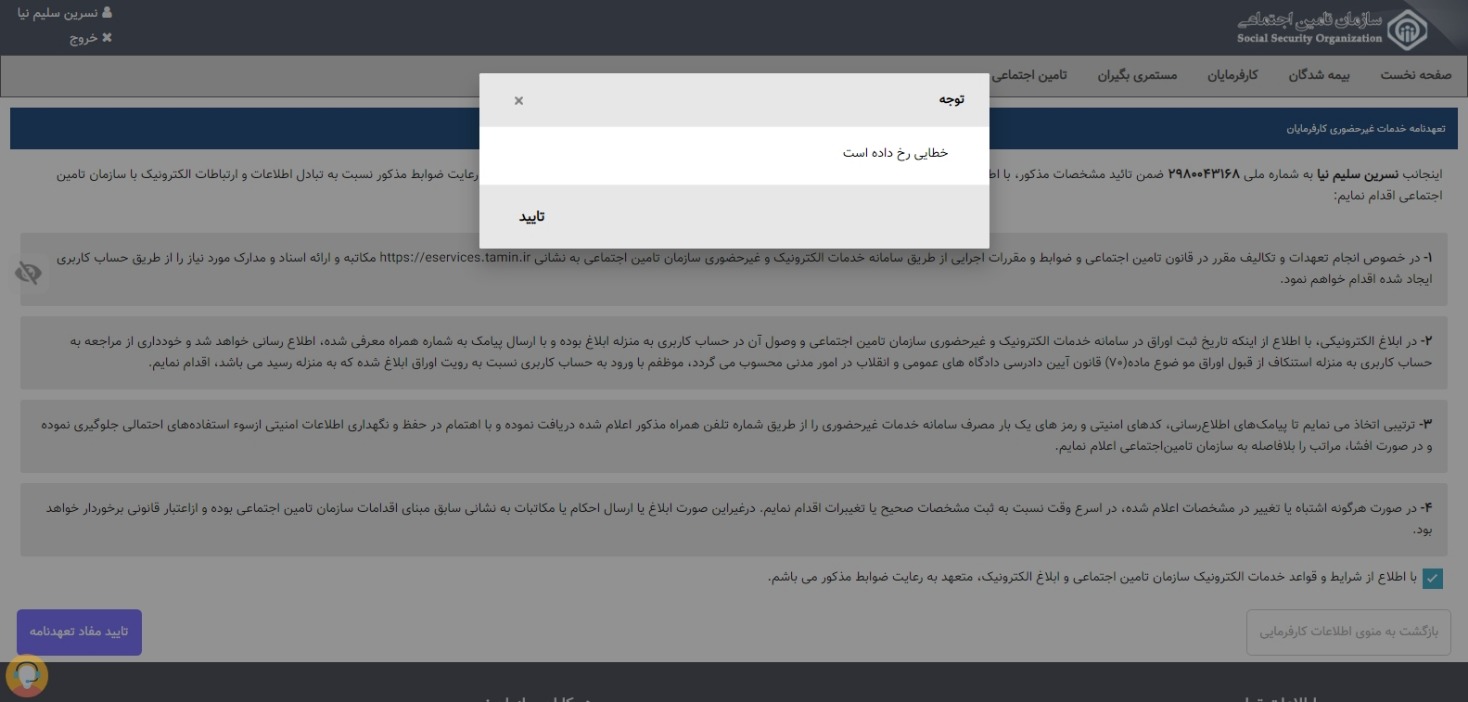 نسرین سلیم نیا
خروج
سازمان تامین اجتماعی
Social Security Organization
صفحه نخست
بیمه شدگان
کارفرمایان
مستمری بگیران
تامین اجتماعی
توجه
×
خطایی رخ داده است
تایید
تعهدنامه خدمات غیرحضوری کارفرمایان
اینجانب نسرین سلیم نیا به شماره ملی ۲۹۸۰۰۴۳۱۶۸ ضمن تائید مشخصات مذکور، با رعایت ضوابط مذکور نسبت به تبادل اطلاعات و ارتباطات الکترونیک با سازمان تامین
اجتماعی اقدام نمایم:
۱- در خصوص انجام تعهدات و تکالیف مقرر در قانون تامین اجتماعی و ضوابط و مقررات اجرایی از طریق سامانه خدمات الکترونیک و غیرحضوری سازمان تامین اجتماعی به نشانی https://eservices.tamin.ir مکاتبه و ارائه اسناد و مدارک مورد نیاز را از طریق حساب کاربری
ایجاد شده اقدام خواهم نمود.
۲- در ابلاغ الکترونیکی، با اطلاع از اینکه تاریخ ثبت اوراق در سامانه خدمات الکترونیک و غیرحضوری سازمان تامین اجتماعی و وصول آن در حساب کاربری به منزله ابلاغ بوده و با ارسال پیامک به شماره همراه معرفی شده، اطلاع رسانی خواهد شد و خودداری از مراجعه به
حساب کاربری به منزله استنکاف از قبول اوراق مو ضوع ماده(۷۰) قانون آیین دادرسی دادگاه های عمومی و انقلاب در امور مدنی محسوب می گردد، موظفم با ورود به حساب کاربری نسبت به رویت اوراق ابلاغ شده که به منزله رسید می باشد، اقدام نمایم.
۳- ترتیبی اتخاذ می نمایم تا پیامک‌های اطلاع‌رسانی، کدهای امنیتی و رمز های یک بار مصرف سامانه خدمات غیرحضوری را از طریق شماره تلفن همراه مذکور اعلام شده دریافت نموده و با اهتمام در حفظ و نگهداری اطلاعات امنیتی ازسوء استفاده‌های احتمالی جلوگیری نموده
و در صورت افشا، مراتب را بلافاصله به سازمان تامین‌اجتماعی اعلام نمایم.
۴- در صورت هرگونه اشتباه یا تغییر در مشخصات اعلام شده، در اسرع وقت نسبت به ثبت مشخصات صحیح یا تغییرات اقدام نمایم. درغیراین صورت ابلاغ یا ارسال احکام یا مکاتبات به نشانی سابق مبنای اقدامات سازمان تامین اجتماعی بوده و ازاعتبار قانونی برخوردار خواهد
بود.
با اطلاع از شرایط و قواعد خدمات الکترونیک سازمان تامین اجتماعی و ابلاغ الکترونیک، متعهد به رعایت ضوابط مذکور می باشم.
بازگشت به منوی اطلاعات کارفرمایی
تایید مفاد تعهدنامه